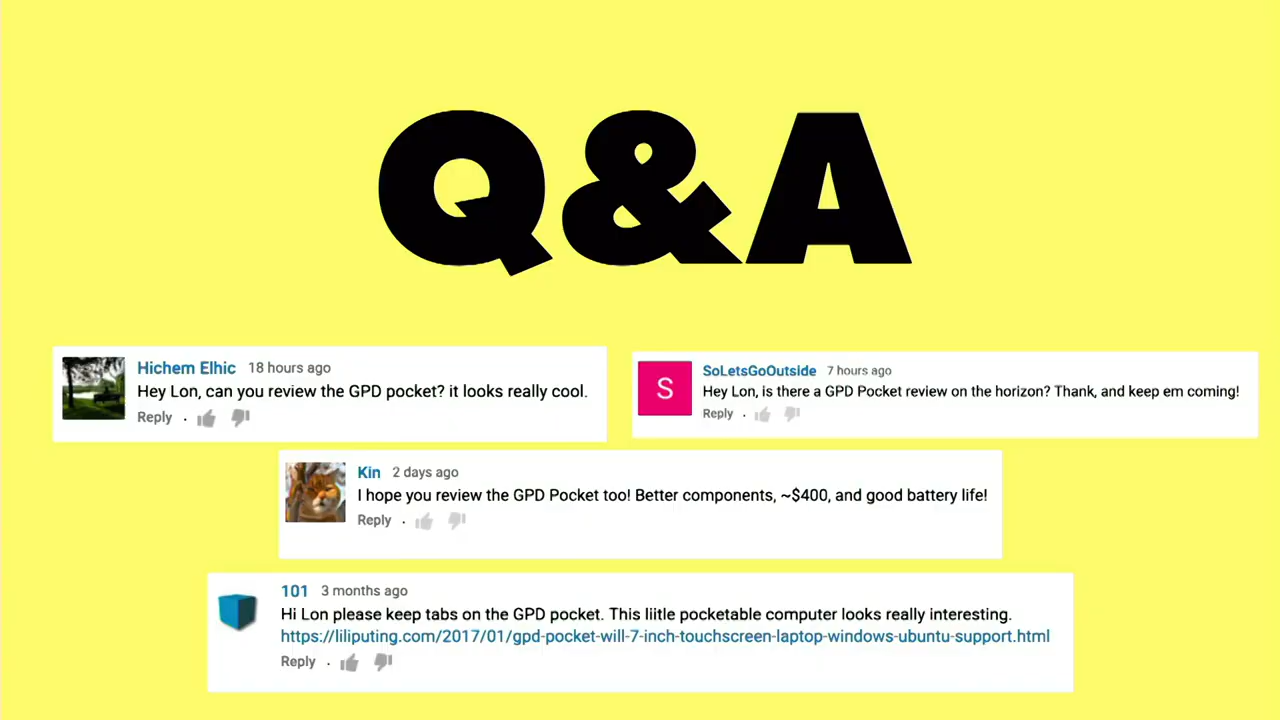 Q&A
Hichem Elhic 18 hours ago
Hey Lon, can you review the GPD pocket? it looks really cool.
Reply ·
S
SoLetsGoOutside 7 hours ago
Hey Lon, is there a GPD Pocket review on the horizon? Thank, and keep em coming!
Reply ·
Kin 2 days ago
I hope you review the GPD Pocket too! Better components, ~$400, and good battery life!
Reply ·
101 3 months ago
Hi Lon please keep tabs on the GPD pocket. This liitle pocketable computer looks really interesting.
https://liliputing.com/2017/01/gpd-pocket-will-7-inch-touchscreen-laptop-windows-ubuntu-support.html
Reply ·